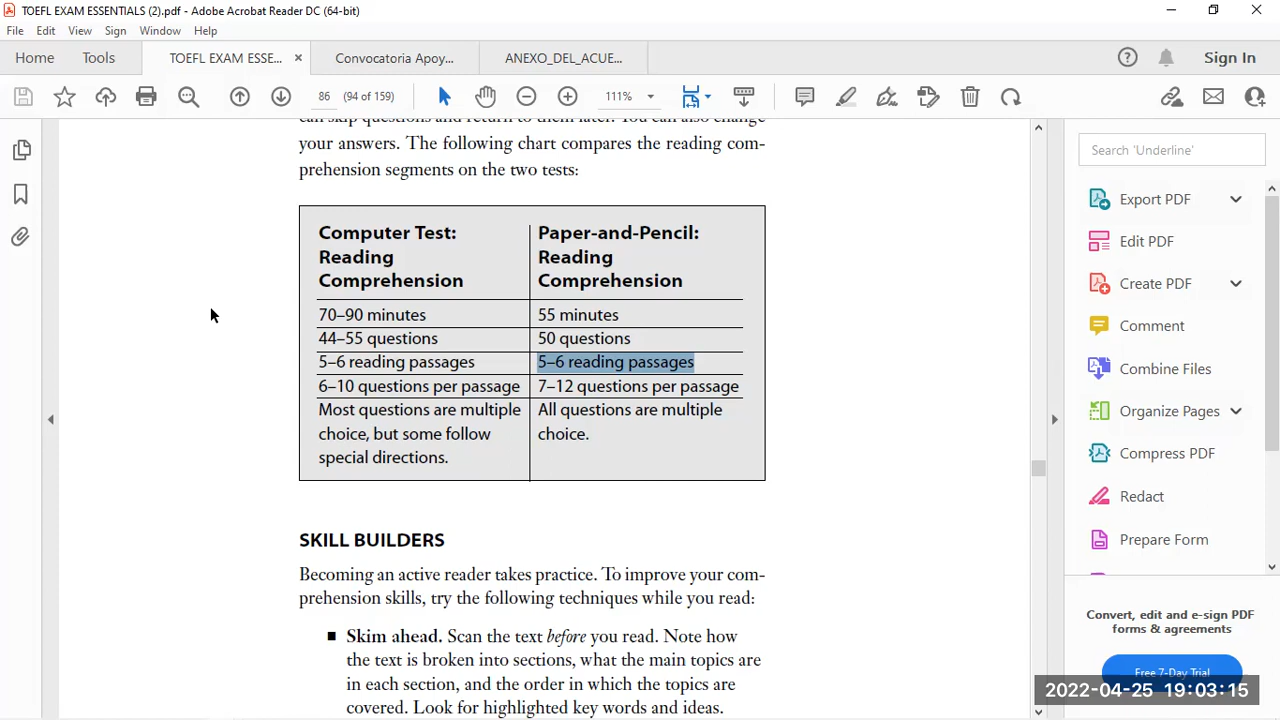 TOEFL EXAM ESSENTIALS (2).pdf - Adobe Acrobat Reader DC (64-bit)
File Edit View Sign Window Help
Home Tools TOEFL EXAM ESSE... × Convocatoria Apoy... ANEXO_DEL_ACUE... Sign In
86 (94 of 159) 111%
can skip questions and return to them later. You can also change
your answers. The following chart compares the reading com-
prehension segments on the two tests:
Computer Test:
Reading
Comprehension
70–90 minutes
44–55 questions
5–6 reading passages
6–10 questions per passage
Most questions are multiple
choice, but some follow
special directions.
Paper-and-Pencil:
Reading
Comprehension
55 minutes
50 questions
5–6 reading passages
7–12 questions per passage
All questions are multiple
choice.
SKILL BUILDERS
Becoming an active reader takes practice. To improve your com-
prehension skills, try the following techniques while you read:
■ Skim ahead. Scan the text before you read. Note how
the text is broken into sections, what the main topics are
in each section, and the order in which the topics are
covered. Look for highlighted key words and ideas.
Search 'Underline'
Export PDF
Edit PDF
Create PDF
Comment
Combine Files
Organize Pages
Compress PDF
Redact
Prepare Form
Convert, edit and e-sign PDF
forms & agreements
Free 7-Day Trial
2022-04-25 19:03:15